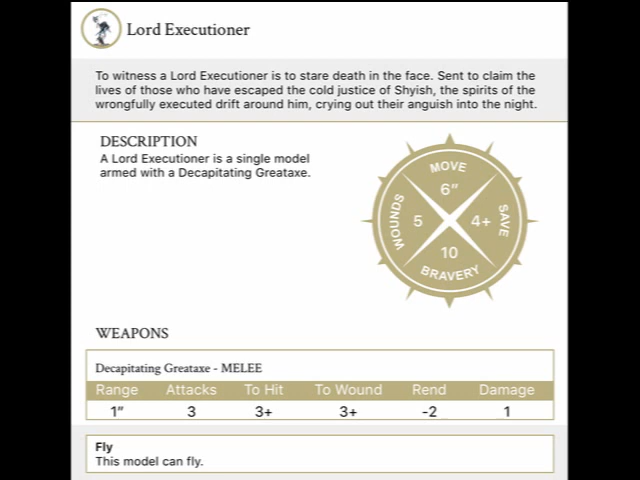 Lord Executioner
To witness a Lord Executioner is to stare death in the face. Sent to claim the
lives of those who have escaped the cold justice of Shyish, the spirits of the
wrongfully executed drift around him, crying out their anguish into the night.
DESCRIPTION
A Lord Executioner is a single model
armed with a Decapitating Greataxe.
MOVE
6"
WOUNDS
5
4+
SAVE
10
BRAVERY
WEAPONS
Decapitating Greataxe - MELEE
Range Attacks To Hit To Wound Rend Damage
1" 3 3+ 3+ -2 1
Fly
This model can fly.